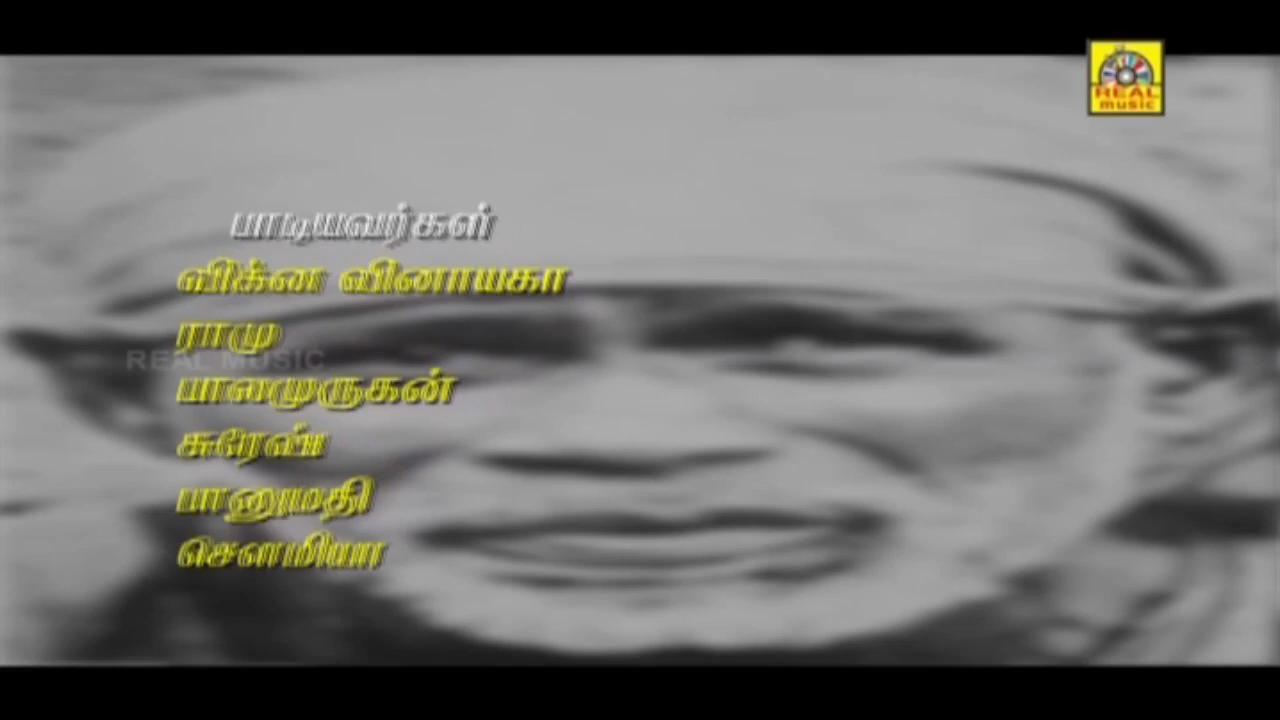 REAL
music
பாடியவர்கள்
விக்ன வினாயகா
ராமு
REAL MUSIC
பாலமுருகன்
சுரேஷ்
பானுமதி
சௌமியா